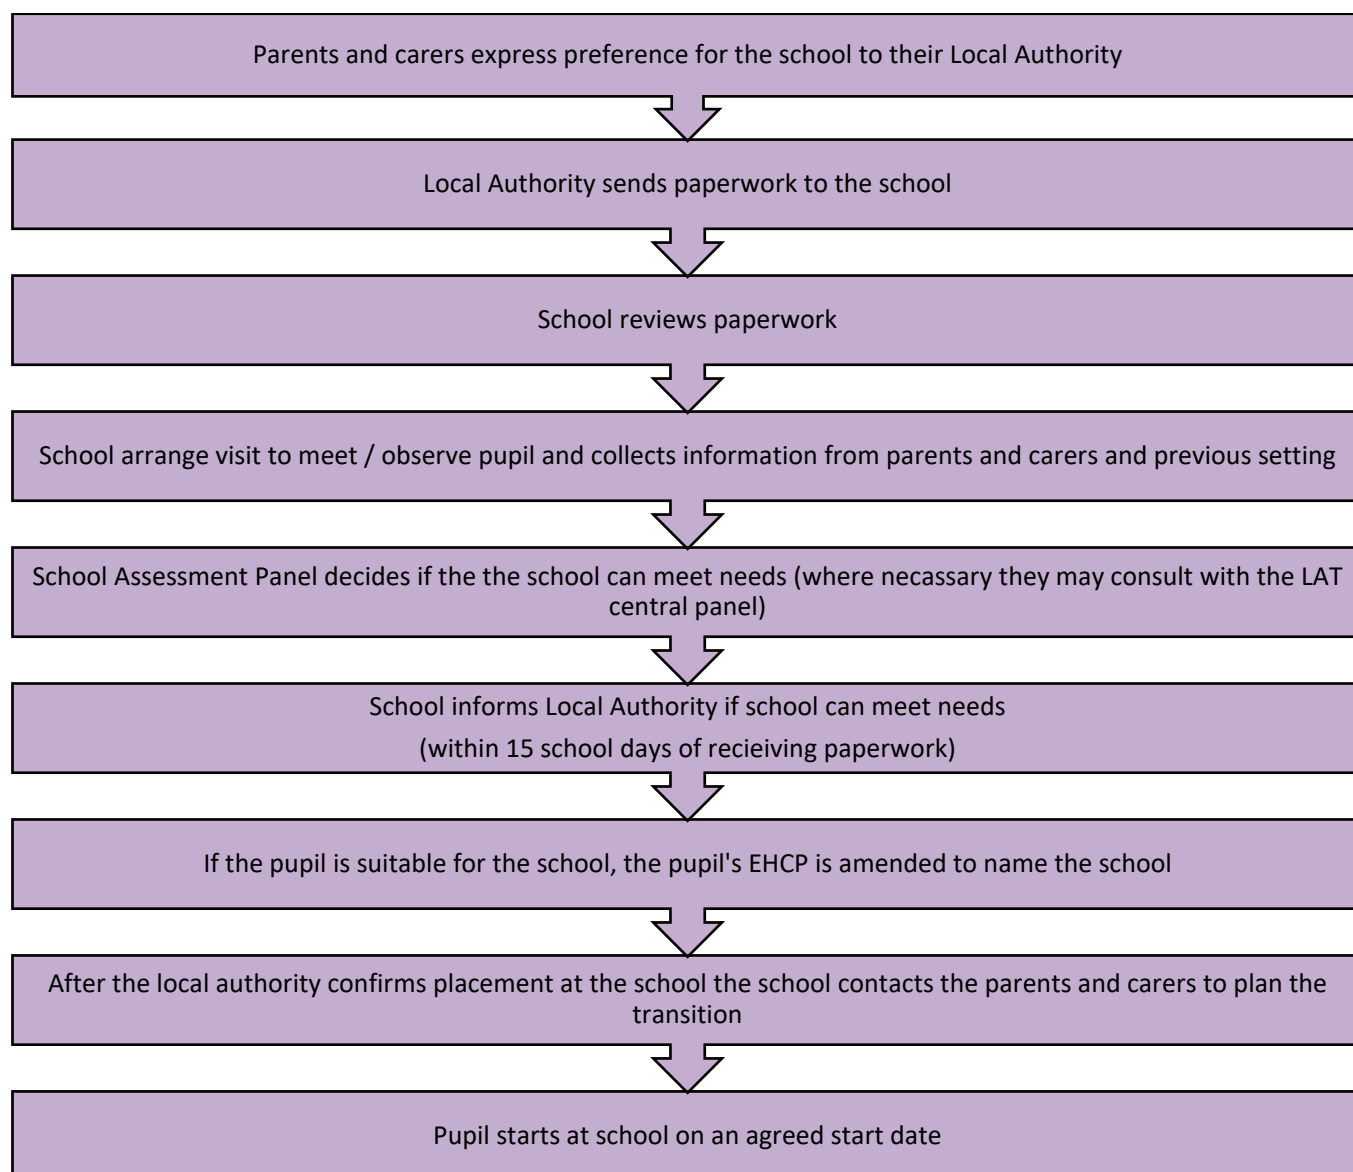 Parents and carers express preference for the school to their Local Authority
Local Authority sends paperwork to the school
School reviews paperwork
School arrange visit to meet / observe pupil and collects information from parents and carers and previous setting
School Assessment Panel decides if the the school can meet needs (where necassary they may consult with the LAT
central panel)
School informs Local Authority if school can meet needs
(within 15 school days of recieiving paperwork)
If the pupil is suitable for the school, the pupil's EHCP is amended to name the school
After the local authority confirms placement at the school the school contacts the parents and carers to plan the
transition
Pupil starts at school on an agreed start date